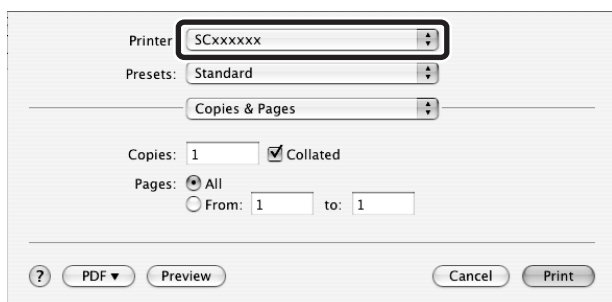 Printer SCxxxxxx
Presets: Standard
Copies & Pages
Copies: 1 Collated
Pages: All
From: 1 to: 1
? PDF ▼ Preview Cancel Print